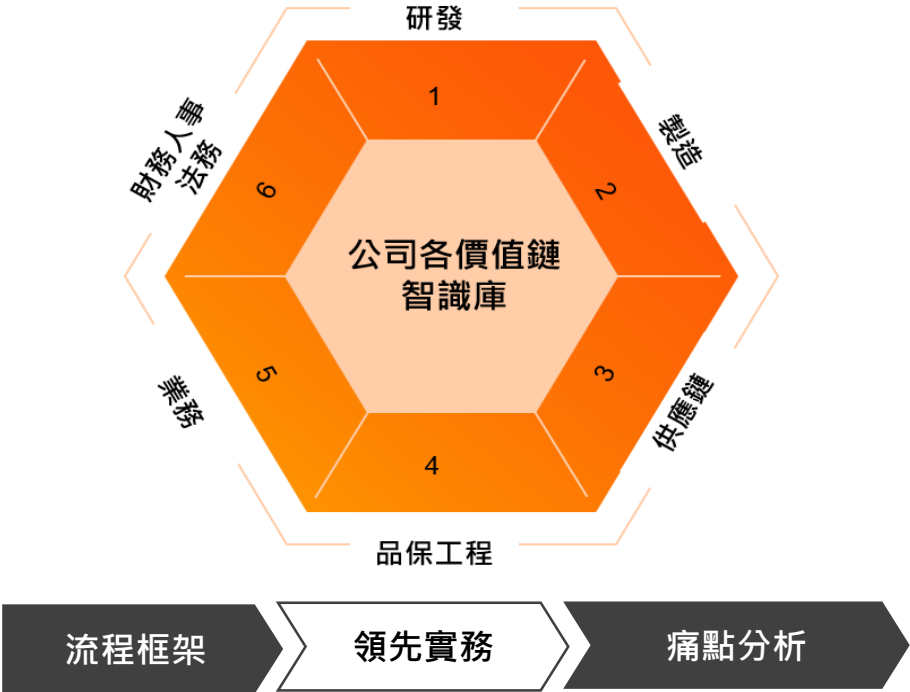 研發
1
製造
2
供應鏈
3
品保工程
4
業務
5
財務人事
法務
6
公司各價值鏈
智識庫
流程框架
領先實務
痛點分析